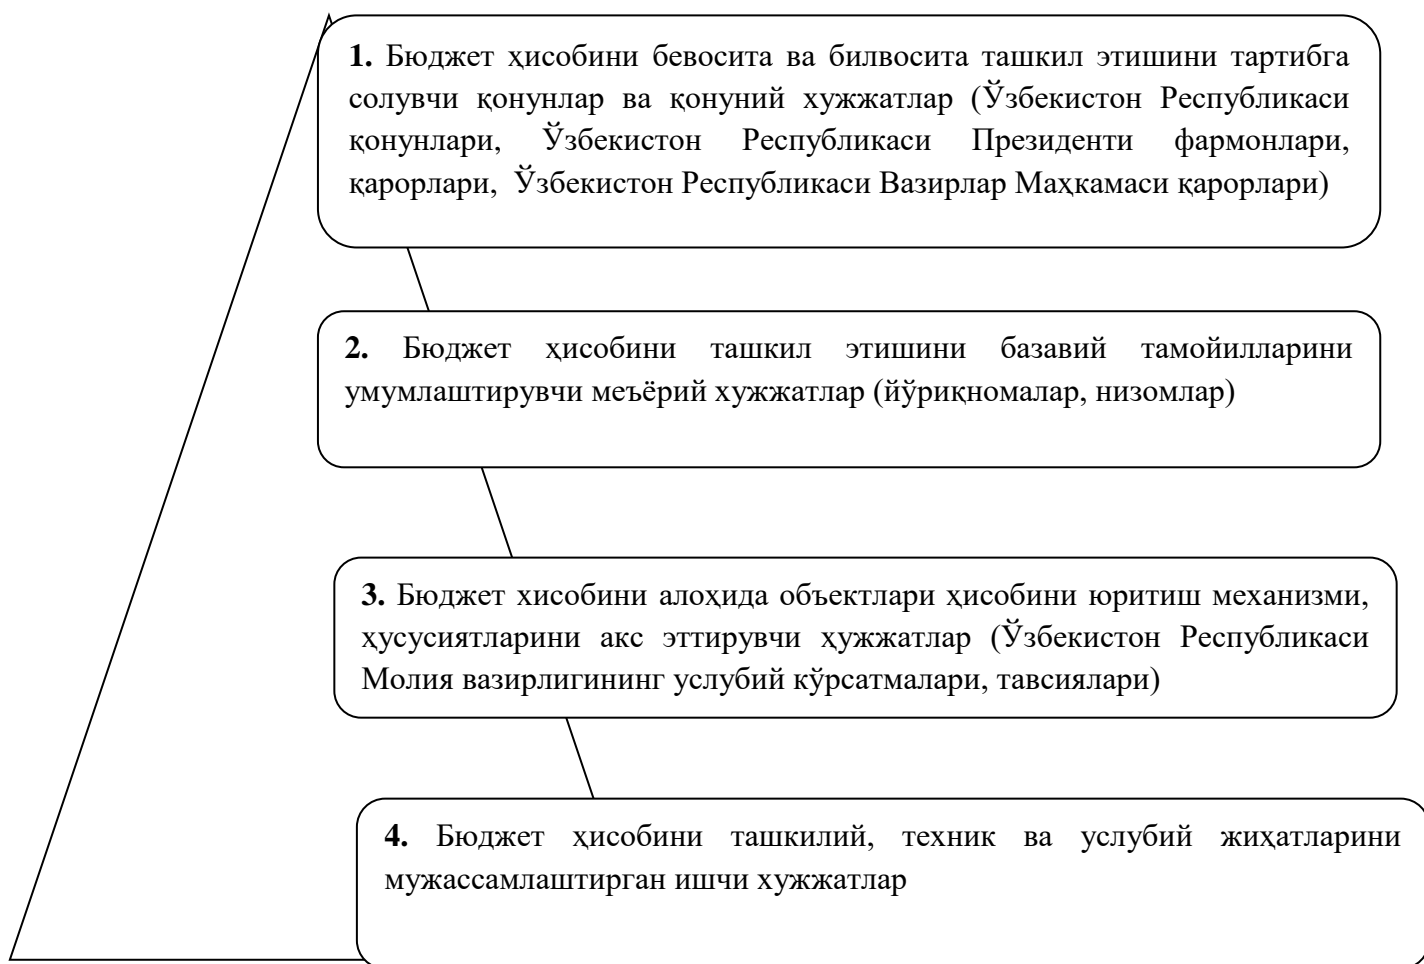 1. Бюджет ҳисобини бевосита ва билвосита ташкил этишини тартибга
солувчи қонунлар ва қонуний хужжатлар (Ўзбекистон Республикаси
қонунлари, Ўзбекистон Республикаси Президенти фармонлари,
қарорлари, Ўзбекистон Республикаси Вазирлар Маҳкамаси қарорлари)
2. Бюджет ҳисобини ташкил этишини базавий тамойилларини
умумлаштирувчи меъёрий хужжатлар (йўриқномалар, низомлар)
3. Бюджет хисобини алоҳида объектлари ҳисобини юритиш механизми,
ҳусусиятларини акс эттирувчи ҳужжатлар (Ўзбекистон Республикаси
Молия вазирлигининг услубий кўрсатмалари, тавсиялари)
4. Бюджет ҳисобини ташкилий, техник ва услубий жиҳатларини
мужассамлаштирган ишчи хужжатлар